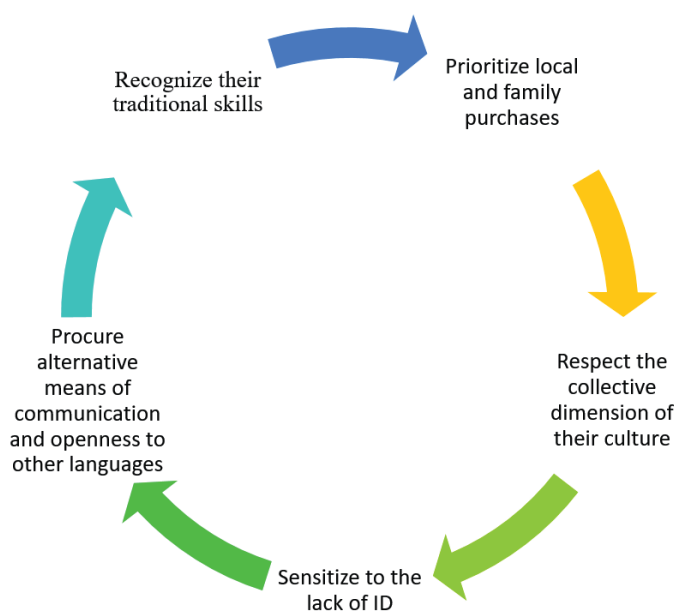 Recognize their
traditional skills
Prioritize local
and family
purchases
Respect the
collective
dimension of
their culture
Sensitize to the
lack of ID
Procure
alternative
means of
communication
and openness to
other languages